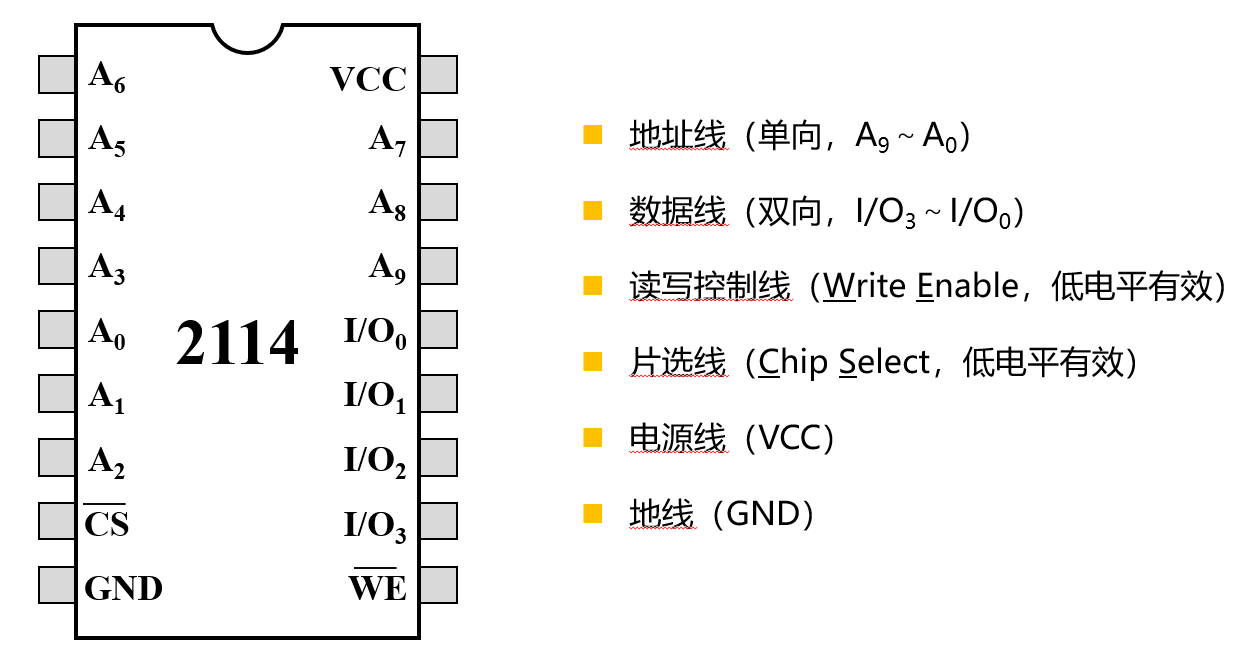 A₆ VCC
A₅ A₇
A₄ A₈
A₃ A₉
A₀ I/O₀
2114
A₁ I/O₁
A₂ I/O₂
C̅S̅ I/O₃
GND W̅E̅
地址线（单向，A₉ ~ A₀）
数据线（双向，I/O₃ ~ I/O₀）
读写控制线（Write Enable，低电平有效）
片选线（Chip Select，低电平有效）
电源线（VCC）
地线（GND）